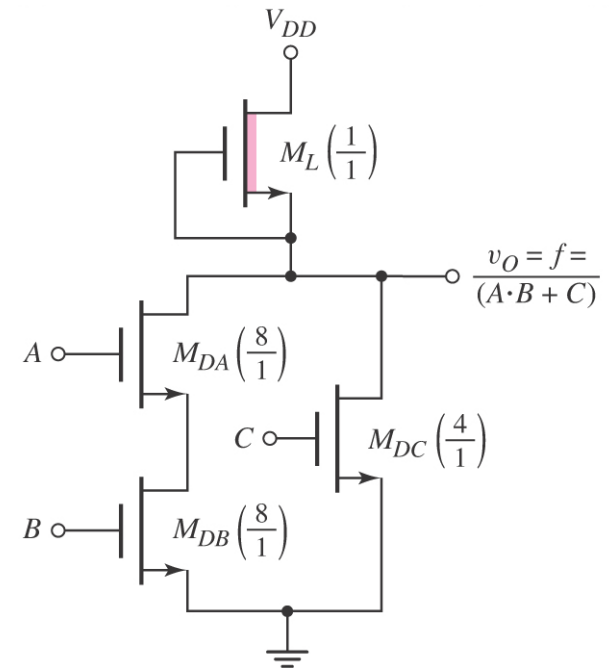 V_DD
M_L (1/1)
v_O = f =
(A·B + C)
A
M_DA (8/1)
C
M_DC (4/1)
B
M_DB (8/1)